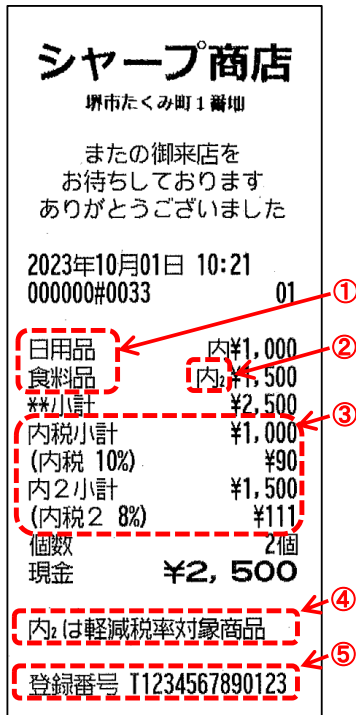 シャープ商店
堺市たくみ町1番地
またの御来店を
お待ちしております
ありがとうございました
2023年10月01日 10:21
000000#0033 01
①
日用品 内¥1,000
②
食料品 内2¥1,500
**小計 ¥2,500
③
内税小計 ¥1,000
(内税 10%) ¥90
内2小計 ¥1,500
(内税2 8%) ¥111
個数 2個
現金 ¥2,500
④
内2は軽減税率対象商品
⑤
登録番号 T1234567890123